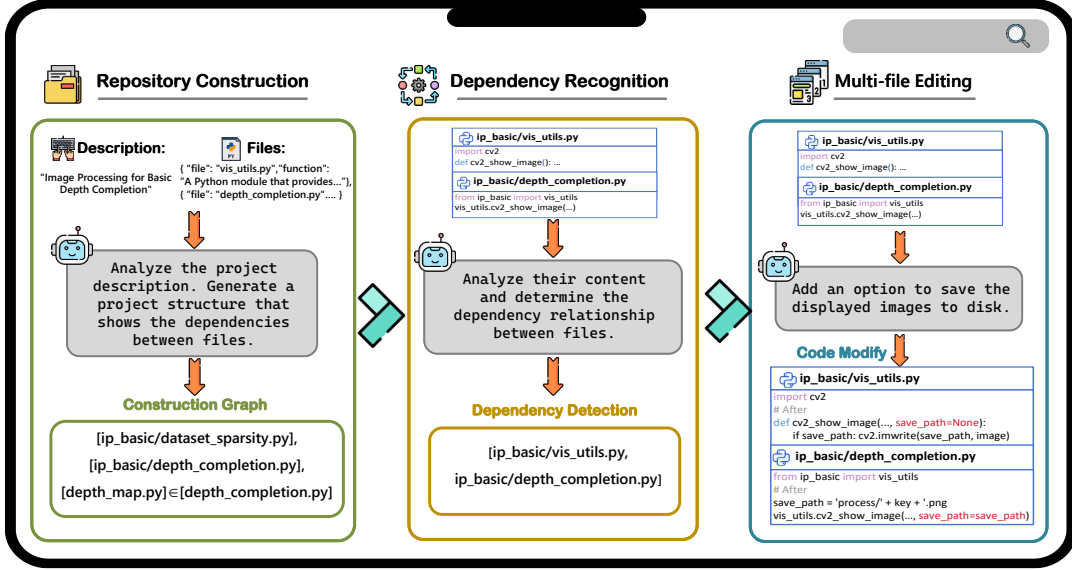 Repository Construction
Description:
"Image Processing for Basic
Depth Completion"
PY
Files:
{ "file": "vis_utils.py","function":
"A Python module that provides..."},
{ "file": "depth_completion.py".... }
Analyze the project
description. Generate a
project structure that
shows the dependencies
between files.
Construction Graph
[ip_basic/dataset_sparsity.py],
[ip_basic/depth_completion.py],
[depth_map.py]∈[depth_completion.py]
Dependency Recognition
ip_basic/vis_utils.py
import cv2
def cv2_show_image(): ...
ip_basic/depth_completion.py
from ip_basic import vis_utils
vis_utils.cv2_show_image(...)
Analyze their content
and determine the
dependency relationship
between files.
Dependency Detection
[ip_basic/vis_utils.py,
ip_basic/depth_completion.py]
1
2
3
Multi-file Editing
ip_basic/vis_utils.py
import cv2
def cv2_show_image(): ...
ip_basic/depth_completion.py
from ip_basic import vis_utils
vis_utils.cv2_show_image(...)
Add an option to save the
displayed images to disk.
Code Modify
ip_basic/vis_utils.py
import cv2
# After
def cv2_show_image(..., save_path=None):
if save_path: cv2.imwrite(save_path, image)
ip_basic/depth_completion.py
from ip_basic import vis_utils
# After
save_path = 'process/' + key + '.png
vis_utils.cv2_show_image(..., save_path=save_path)